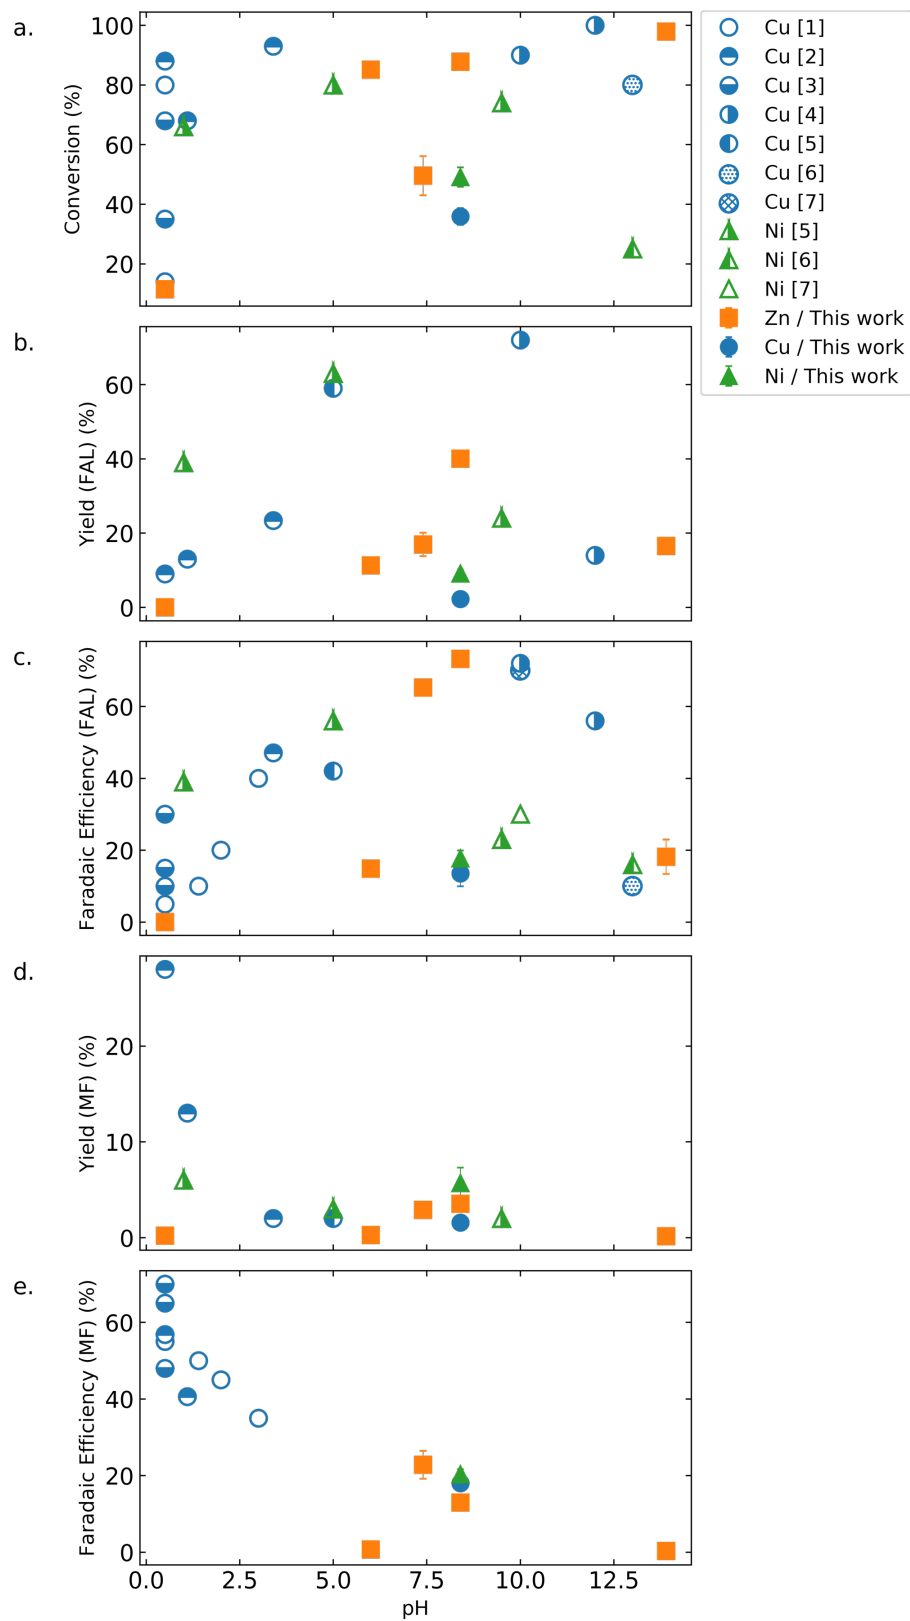 a.
Conversion (%)
100
80
60
40
20
Cu [1]
Cu [2]
Cu [3]
Cu [4]
Cu [5]
Cu [6]
Cu [7]
Ni [5]
Ni [6]
Ni [7]
Zn / This work
Cu / This work
Ni / This work
b.
Yield (FAL) (%)
60
40
20
0
c.
Faradaic Efficiency (FAL) (%)
60
40
20
0
d.
Yield (MF) (%)
20
10
0
e.
Faradaic Efficiency (MF) (%)
60
40
20
0
0.0 2.5 5.0 7.5 10.0 12.5
pH